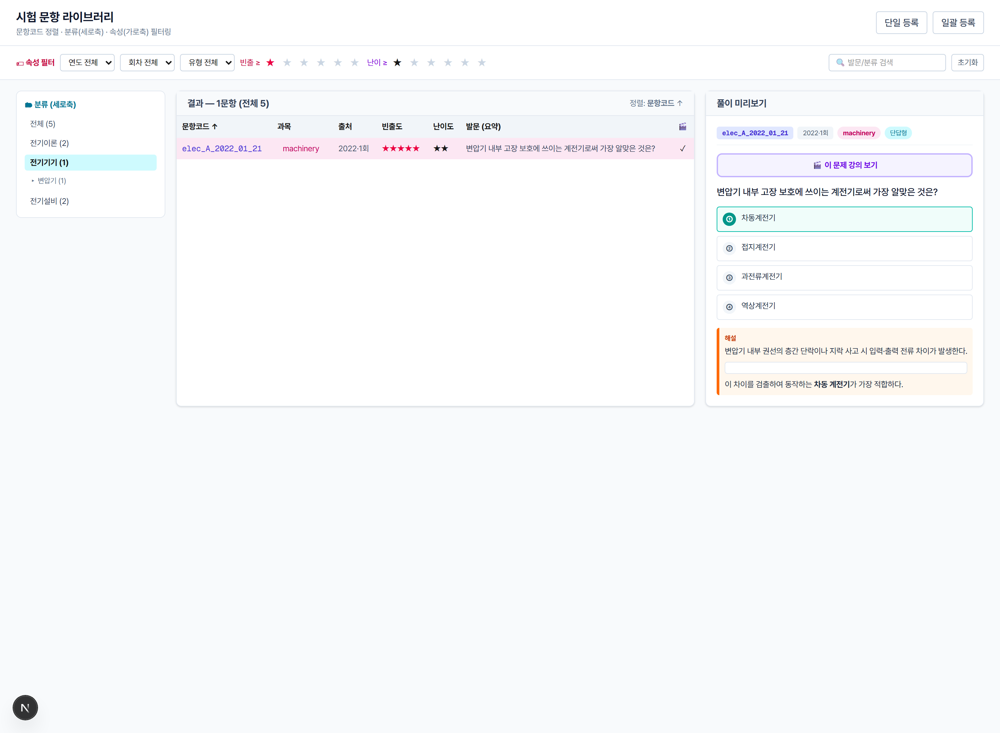 시험 문항 라이브러리
문항코드 정렬 · 분류(세로축) · 속성(가로축) 필터링
단일 등록
일괄 등록
🏷 속성 필터
연도 전체
회차 전체
유형 전체
빈출 ≥ ★ ★ ★ ★ ★ ★
난이 ≥ ★ ★ ★ ★ ★ ★
🔍 발문/분류 검색
초기화
분류 (세로축)
전체 (5)
전기이론 (2)
전기기기 (1)
▸ 변압기 (1)
전기설비 (2)
결과 — 1문항 (전체 5)
정렬: 문항코드 ↑
문항코드 ↑ 과목 출처 빈출도 난이도 발문 (요약) 🎬
elec_A_2022_01_21 machinery 2022·1회 ★★★★★ ★★ 변압기 내부 고장 보호에 쓰이는 계전기로써 가장 알맞은 것은? ✓
풀이 미리보기
elec_A_2022_01_21 2022·1회 machinery 단답형
🎬 이 문제 강의 보기
변압기 내부 고장 보호에 쓰이는 계전기로써 가장 알맞은 것은?
① 차동계전기
② 접지계전기
③ 과전류계전기
④ 역상계전기
해설
변압기 내부 권선의 층간 단락이나 지락 사고 시 입력·출력 전류 차이가 발생한다.
이 차이를 검출하여 동작하는 차동 계전기가 가장 적합하다.
N